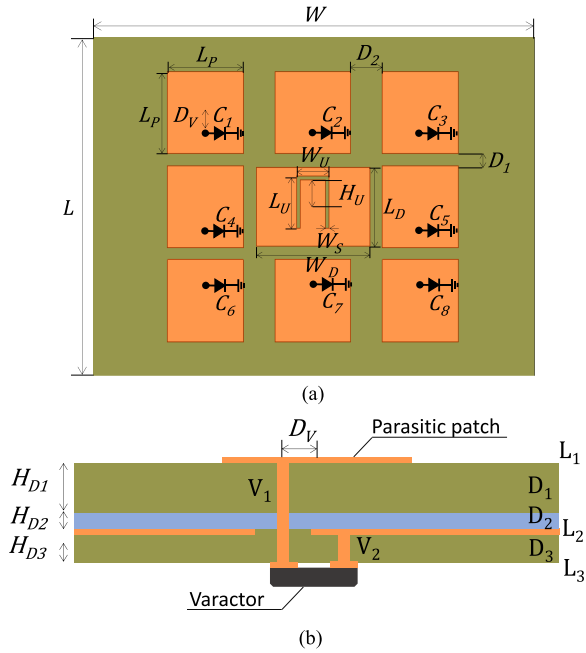 W
L_P
D_2
L_P
D_V
C_1
C_2
C_3
W_U
D_1
L
L_U
H_U
L_D
C_4
C_5
W_S
W_D
C_6
C_7
C_8
(a)
D_V
Parasitic patch
L_1
H_D1
V_1
D_1
H_D2
D_2
L_2
H_D3
V_2
D_3
L_3
Varactor
(b)